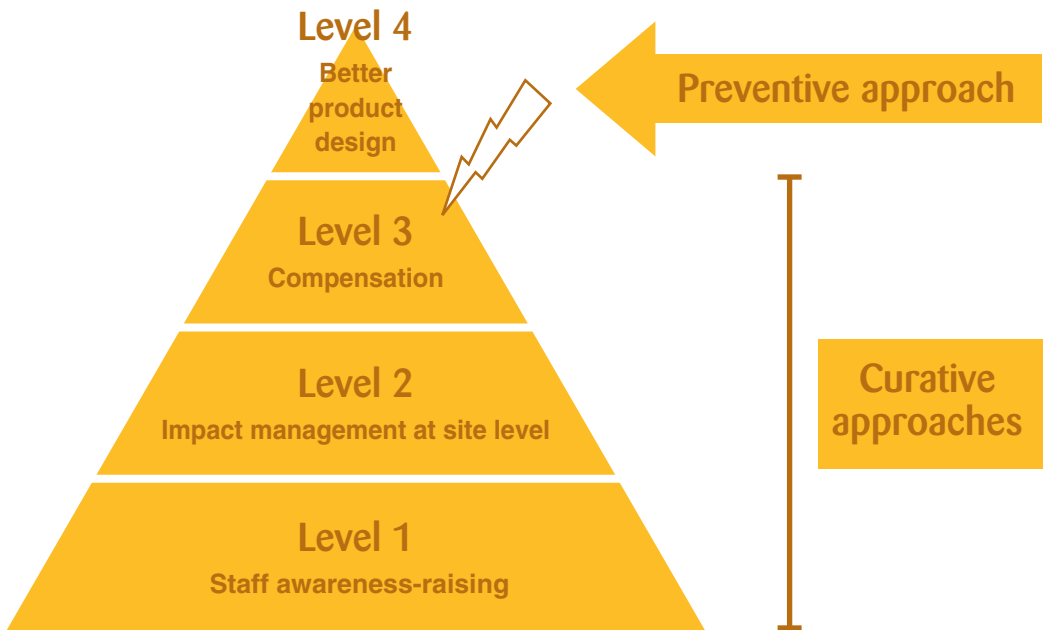 Level 4
Better
product
design
Preventive approach
Level 3
Compensation
Level 2
Impact management at site level
Curative
approaches
Level 1
Staff awareness-raising